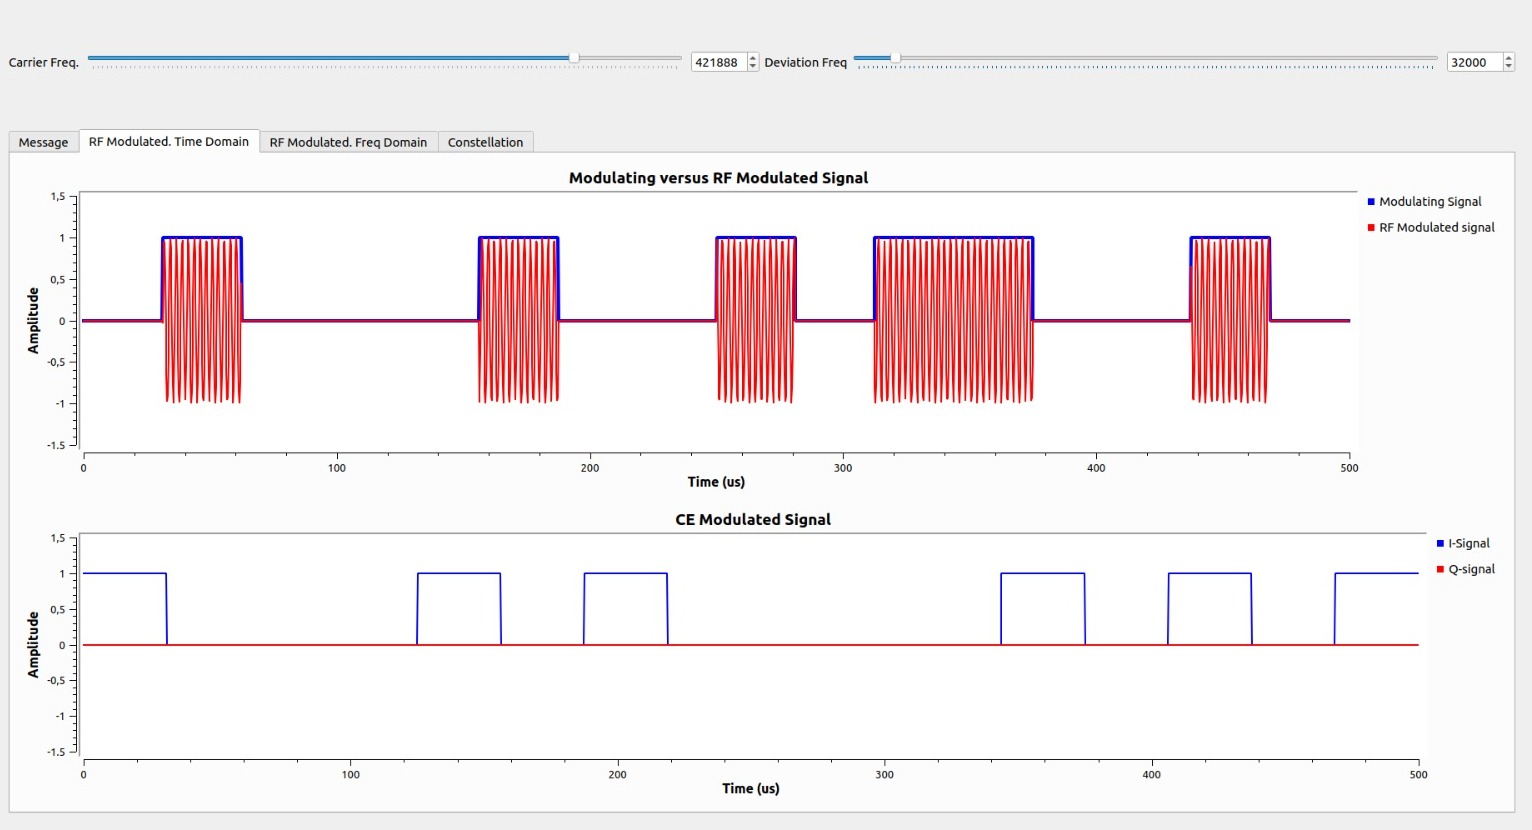 Carrier Freq. 421888 Deviation Freq 32000
Message RF Modulated. Time Domain RF Modulated. Freq Domain Constellation
Modulating versus RF Modulated Signal
1,5
1
0,5
0
-0,5
-1
-1.5
Amplitude
0 100 200 300 400 500
Time (us)
Modulating Signal
RF Modulated signal
CE Modulated Signal
1,5
1
0,5
0
-0,5
-1
-1.5
Amplitude
0 100 200 300 400 500
Time (us)
I-Signal
Q-signal